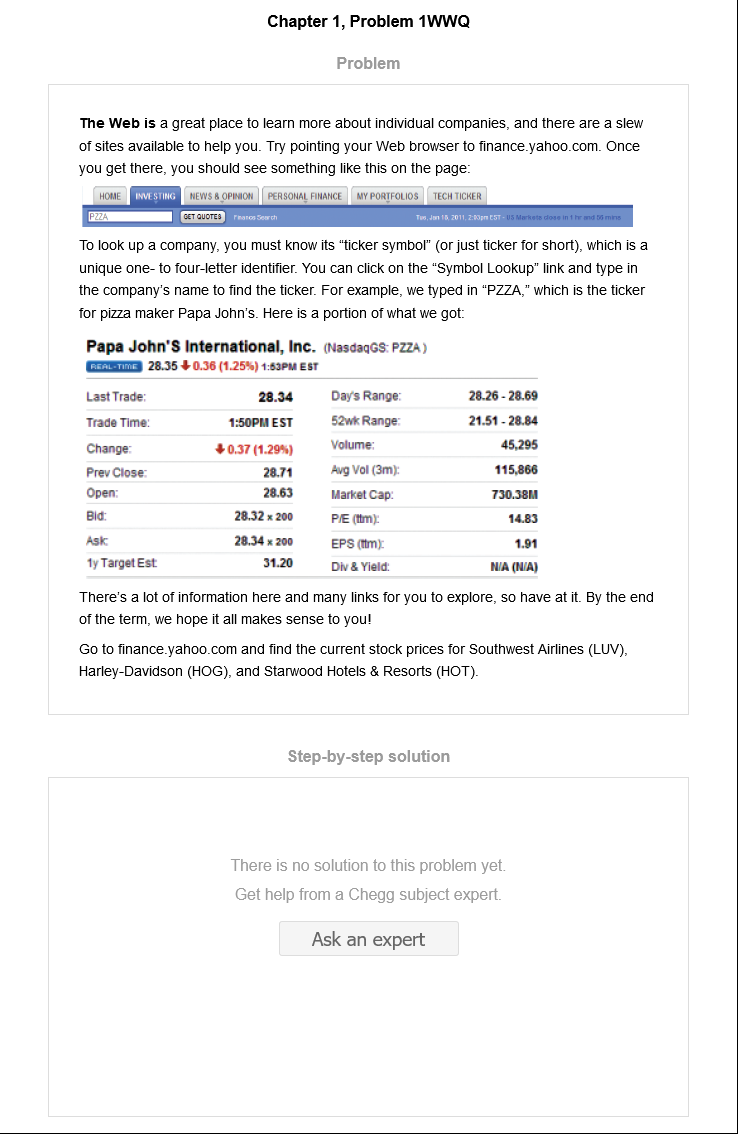 Chapter 1, Problem 1WWQ
Problem
The Web is a great place to learn more about individual companies, and there are a slew
of sites available to help you. Try pointing your Web browser to finance.yahoo.com. Once
you get there, you should see something like this on the page:
HOME INVESTING NEWS & OPINION PERSONAL FINANCE MY PORTFOLIOS TECH TICKER
PZZA GET QUOTES Finance Search Tue, Jan 18, 2011, 2:03pm EST - US Markets close in 1 hr and 56 mins
To look up a company, you must know its “ticker symbol” (or just ticker for short), which is a
unique one- to four-letter identifier. You can click on the “Symbol Lookup” link and type in
the company’s name to find the ticker. For example, we typed in “PZZA,” which is the ticker
for pizza maker Papa John’s. Here is a portion of what we got:
Papa John'S International, Inc. (NasdaqGS: PZZA )
REAL-TIME 28.35 0.36 (1.25%) 1:53PM EST
Last Trade: 28.34 Day's Range: 28.26 - 28.69
Trade Time: 1:50PM EST 52wk Range: 21.51 - 28.84
Change: 0.37 (1.29%) Volume: 45,295
Prev Close: 28.71 Avg Vol (3m): 115,866
Open: 28.63 Market Cap: 730.38M
Bid: 28.32 x 200 P/E (ttm): 14.83
Ask: 28.34 x 200 EPS (ttm): 1.91
1y Target Est: 31.20 Div & Yield: N/A (N/A)
There’s a lot of information here and many links for you to explore, so have at it. By the end
of the term, we hope it all makes sense to you!
Go to finance.yahoo.com and find the current stock prices for Southwest Airlines (LUV),
Harley-Davidson (HOG), and Starwood Hotels & Resorts (HOT).
Step-by-step solution
There is no solution to this problem yet.
Get help from a Chegg subject expert.
Ask an expert